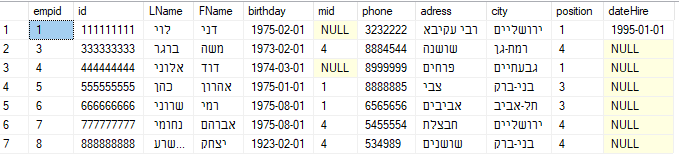 empid id LName FName birthday mid phone adress city position dateHire
1 1 111111111 לוי דני 1975-02-01 NULL 3232222 רבי עקיבא ירושליים 1 1995-01-01
2 3 333333333 ברגר משה 1973-02-01 4 8884544 שושנה רמת-גן 4 NULL
3 4 444444444 אלוני דוד 1974-03-01 NULL 8999999 פרחים גבעתיים 1 NULL
4 5 555555555 כהן אהרון 1975-01-01 1 8888885 צבי בני-ברק 3 NULL
5 6 666666666 שרוני רמי 1975-08-01 1 6565656 אביבים תל-אביב 3 NULL
6 7 777777777 נחומי אברהם 1975-08-01 4 5455554 חבצלת ירושליים 4 NULL
7 8 888888888 שרע... יצחק 1923-02-01 4 534989 שושנים בני-ברק 4 NULL